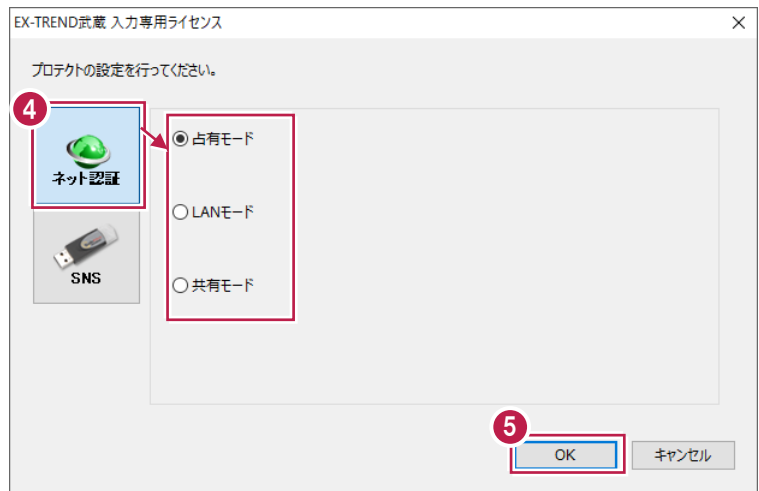 EX-TREND武蔵 入力専用ライセンス
プロテクトの設定を行ってください。
4
ネット認証
占有モード
LANモード
SNS
共有モード
5
OK
キャンセル